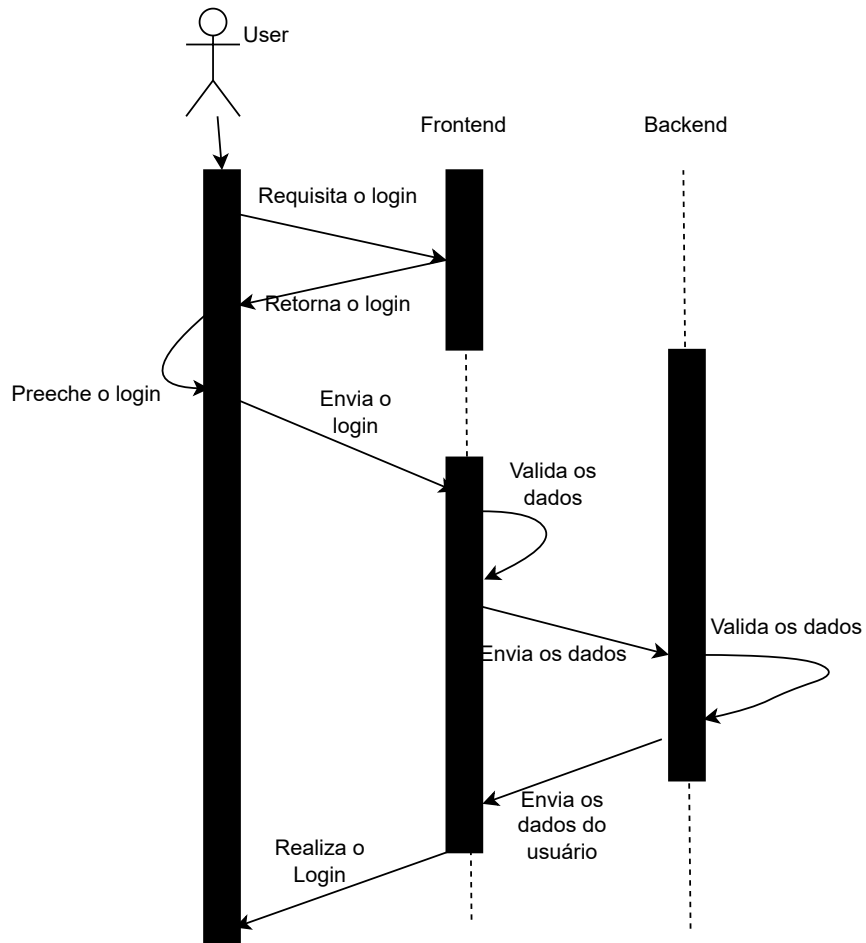 User
Frontend
Backend
Requisita o login
Retorna o login
Preeche o login
Envia o
login
Valida os
dados
Valida os dados
Envia os dados
Envia os
dados do
usuário
Realiza o
Login